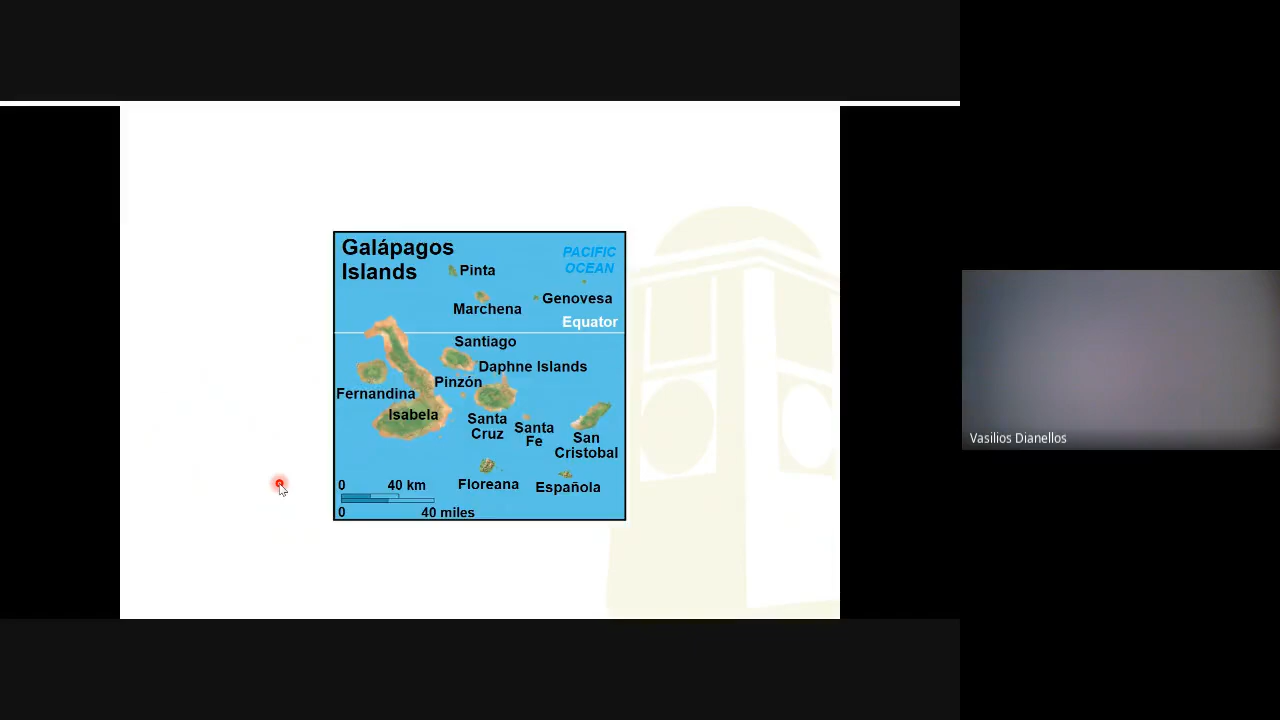 Galápagos
Islands
PACIFIC
OCEAN
Pinta
Genovesa
Marchena
Equator
Santiago
Daphne Islands
Pinzón
Fernandina
Isabela
Santa
Cruz
Santa
Fe
San
Cristobal
Floreana
Española
0 40 km
0 40 miles
Vasilios Dianellos